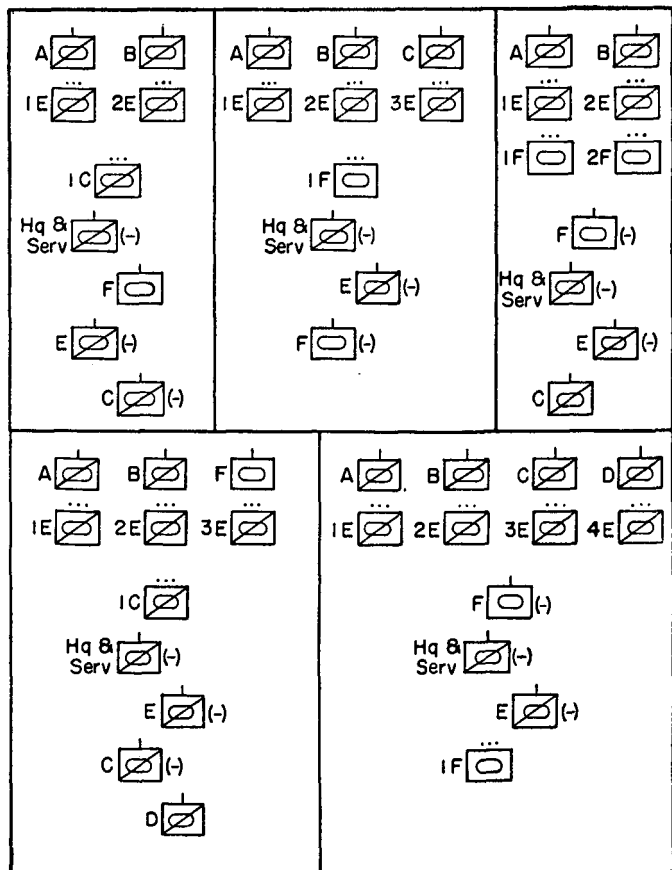 A B
1E 2E
1C
Hq &
Serv (-)
F
E (-)
C (-)
A B C
1E 2E 3E
1F
Hq &
Serv (-)
E (-)
F (-)
A B
1E 2E
1F 2F
F (-)
Hq &
Serv (-)
E (-)
C
A B F
1E 2E 3E
1C
Hq &
Serv (-)
E (-)
C (-)
D
A B C D
1E 2E 3E 4E
F (-)
Hq &
Serv (-)
E (-)
1F